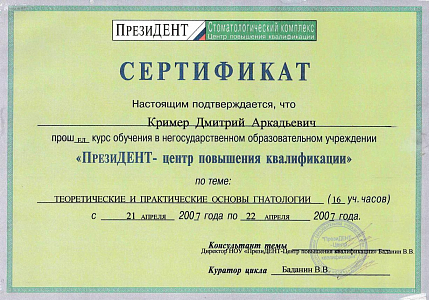 ПРЕЗИДЕНТ Стоматологический комплекс
Центр повышения квалификации
СЕРТИФИКАТ
Настоящим подтверждается, что
Кример Дмитрий Аркадьевич
прошел курс обучения в негосударственном образовательном учреждении
«ПРЕЗИДЕНТ- центр повышения квалификации»
по теме:
ТЕОРЕТИЧЕСКИЕ И ПРАКТИЧЕСКИЕ ОСНОВЫ ГНАТОЛОГИИ (16 уч.часов)
с 21 АПРЕЛЯ 2007 года по 22 АПРЕЛЯ 2007 года.
Консультант темы
Директор НОУ «ПрезиДЕНТ-Центр повышения квалификации» Баданин В.В.
Куратор цикла Баданин В.В.